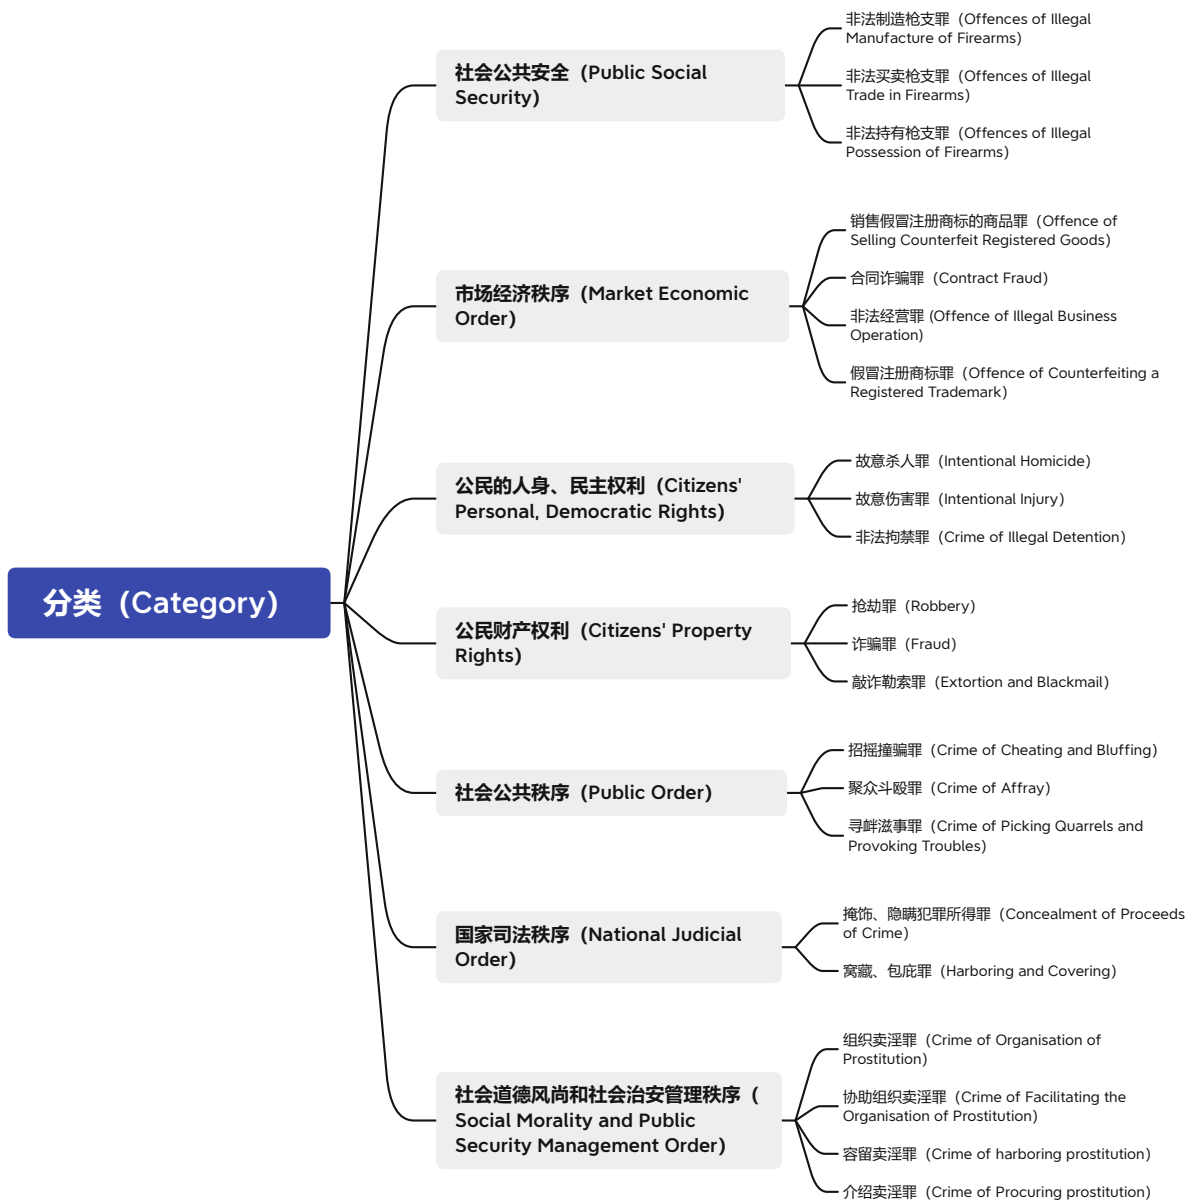 分类（Category）
社会公共安全（Public Social
Security）
非法制造枪支罪（Offences of Illegal
Manufacture of Firearms）
非法买卖枪支罪（Offences of Illegal
Trade in Firearms）
非法持有枪支罪（Offences of Illegal
Possession of Firearms）
市场经济秩序（Market Economic
Order）
销售假冒注册商标的商品罪（Offence of
Selling Counterfeit Registered Goods）
合同诈骗罪（Contract Fraud）
非法经营罪 (Offence of Illegal Business
Operation)
假冒注册商标罪（Offence of Counterfeiting a
Registered Trademark）
公民的人身、民主权利（Citizens'
Personal, Democratic Rights）
故意杀人罪（Intentional Homicide）
故意伤害罪（Intentional Injury）
非法拘禁罪（Crime of Illegal Detention）
公民财产权利（Citizens' Property
Rights）
抢劫罪（Robbery）
诈骗罪（Fraud）
敲诈勒索罪（Extortion and Blackmail）
社会公共秩序（Public Order）
招摇撞骗罪（Crime of Cheating and Bluffing）
聚众斗殴罪（Crime of Affray）
寻衅滋事罪（Crime of Picking Quarrels and
Provoking Troubles）
国家司法秩序（National Judicial
Order）
掩饰、隐瞒犯罪所得罪（Concealment of Proceeds
of Crime）
窝藏、包庇罪（Harboring and Covering）
社会道德风尚和社会治安管理秩序（
Social Morality and Public
Security Management Order）
组织卖淫罪（Crime of Organisation of
Prostitution）
协助组织卖淫罪（Crime of Facilitating the
Organisation of Prostitution）
容留卖淫罪（Crime of harboring prostitution）
介绍卖淫罪（Crime of Procuring prostitution）